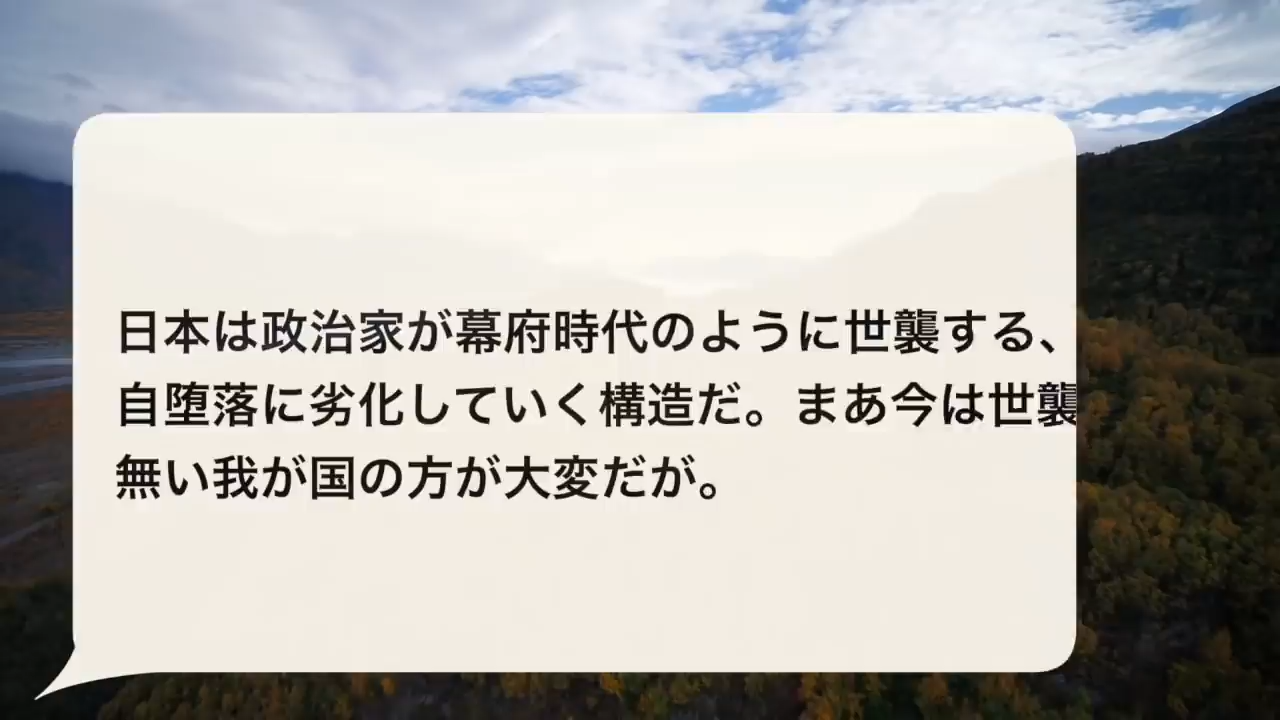 日本は政治家が幕府時代のように世襲する、
自堕落に劣化していく構造だ。まあ今は世襲
無い我が国の方が大変だが。